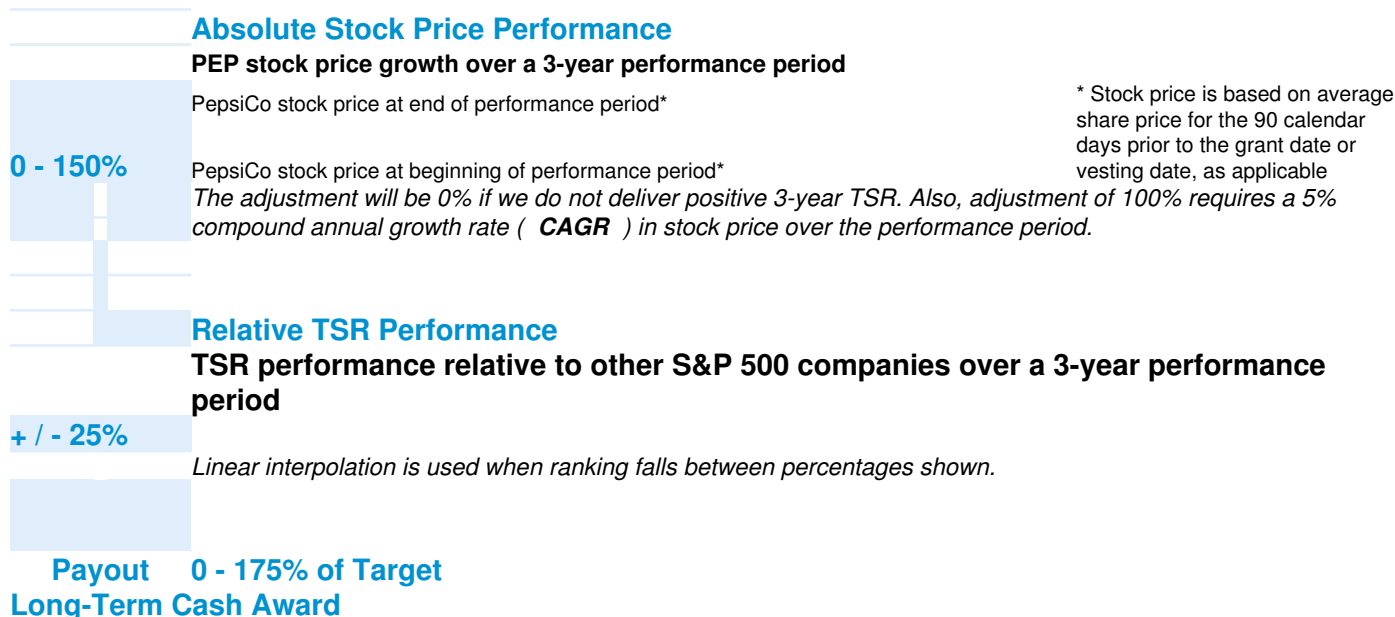 Absolute Stock Price Performance
PEP stock price growth over a 3-year performance period
PepsiCo stock price at end of performance period*
* Stock price is based on average
share price for the 90 calendar
days prior to the grant date or
vesting date, as applicable
0 - 150%
PepsiCo stock price at beginning of performance period*
The adjustment will be 0% if we do not deliver positive 3-year TSR. Also, adjustment of 100% requires a 5%
compound annual growth rate ( CAGR ) in stock price over the performance period.
Relative TSR Performance
TSR performance relative to other S&P 500 companies over a 3-year performance
period
+ / - 25%
Linear interpolation is used when ranking falls between percentages shown.
Payout 0 - 175% of Target
Long-Term Cash Award